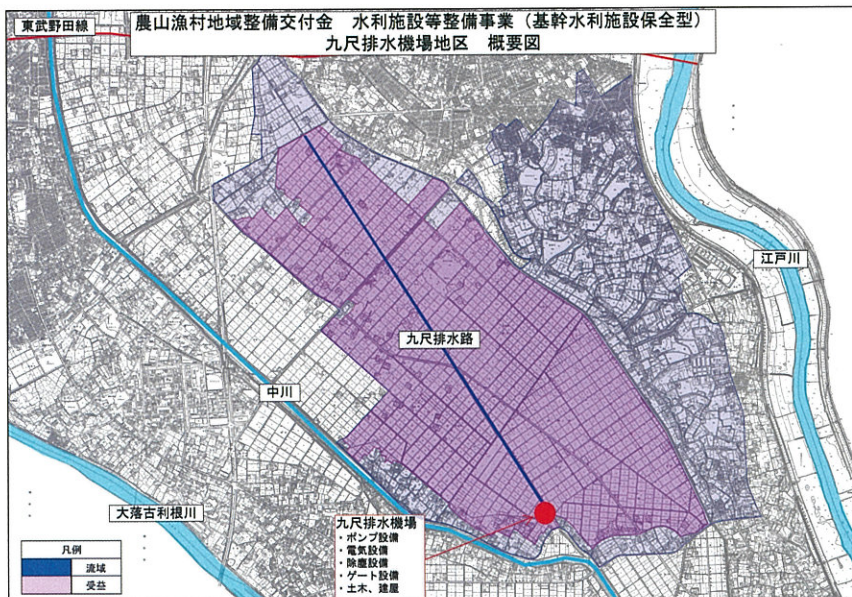 農山漁村地域整備交付金 水利施設等整備事業（基幹水利施設保全型）
九尺排水機場地区 概要図
東武野田線
江戸川
九尺排水路
中川
大落古利根川
九尺排水機場
・ポンプ設備
・電気設備
・除塵設備
・ゲート設備
・土木、建屋
凡例
流域
受益